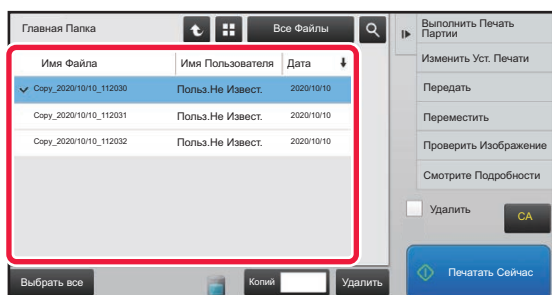 Главная Папка
Все Файлы
Имя Файла Имя Пользователя Дата
Copy_2020/10/10_112030 Польз.Не Извест. 2020/10/10
Copy_2020/10/10_112031 Польз.Не Извест. 2020/10/10
Copy_2020/10/10_112032 Польз.Не Извест. 2020/10/10
Выбрать все
Копий
Удалить
Выполнить Печать
Партии
Изменить Уст. Печати
Передать
Переместить
Проверить Изображение
Смотрите Подробности
Удалить
CA
Печатать Сейчас